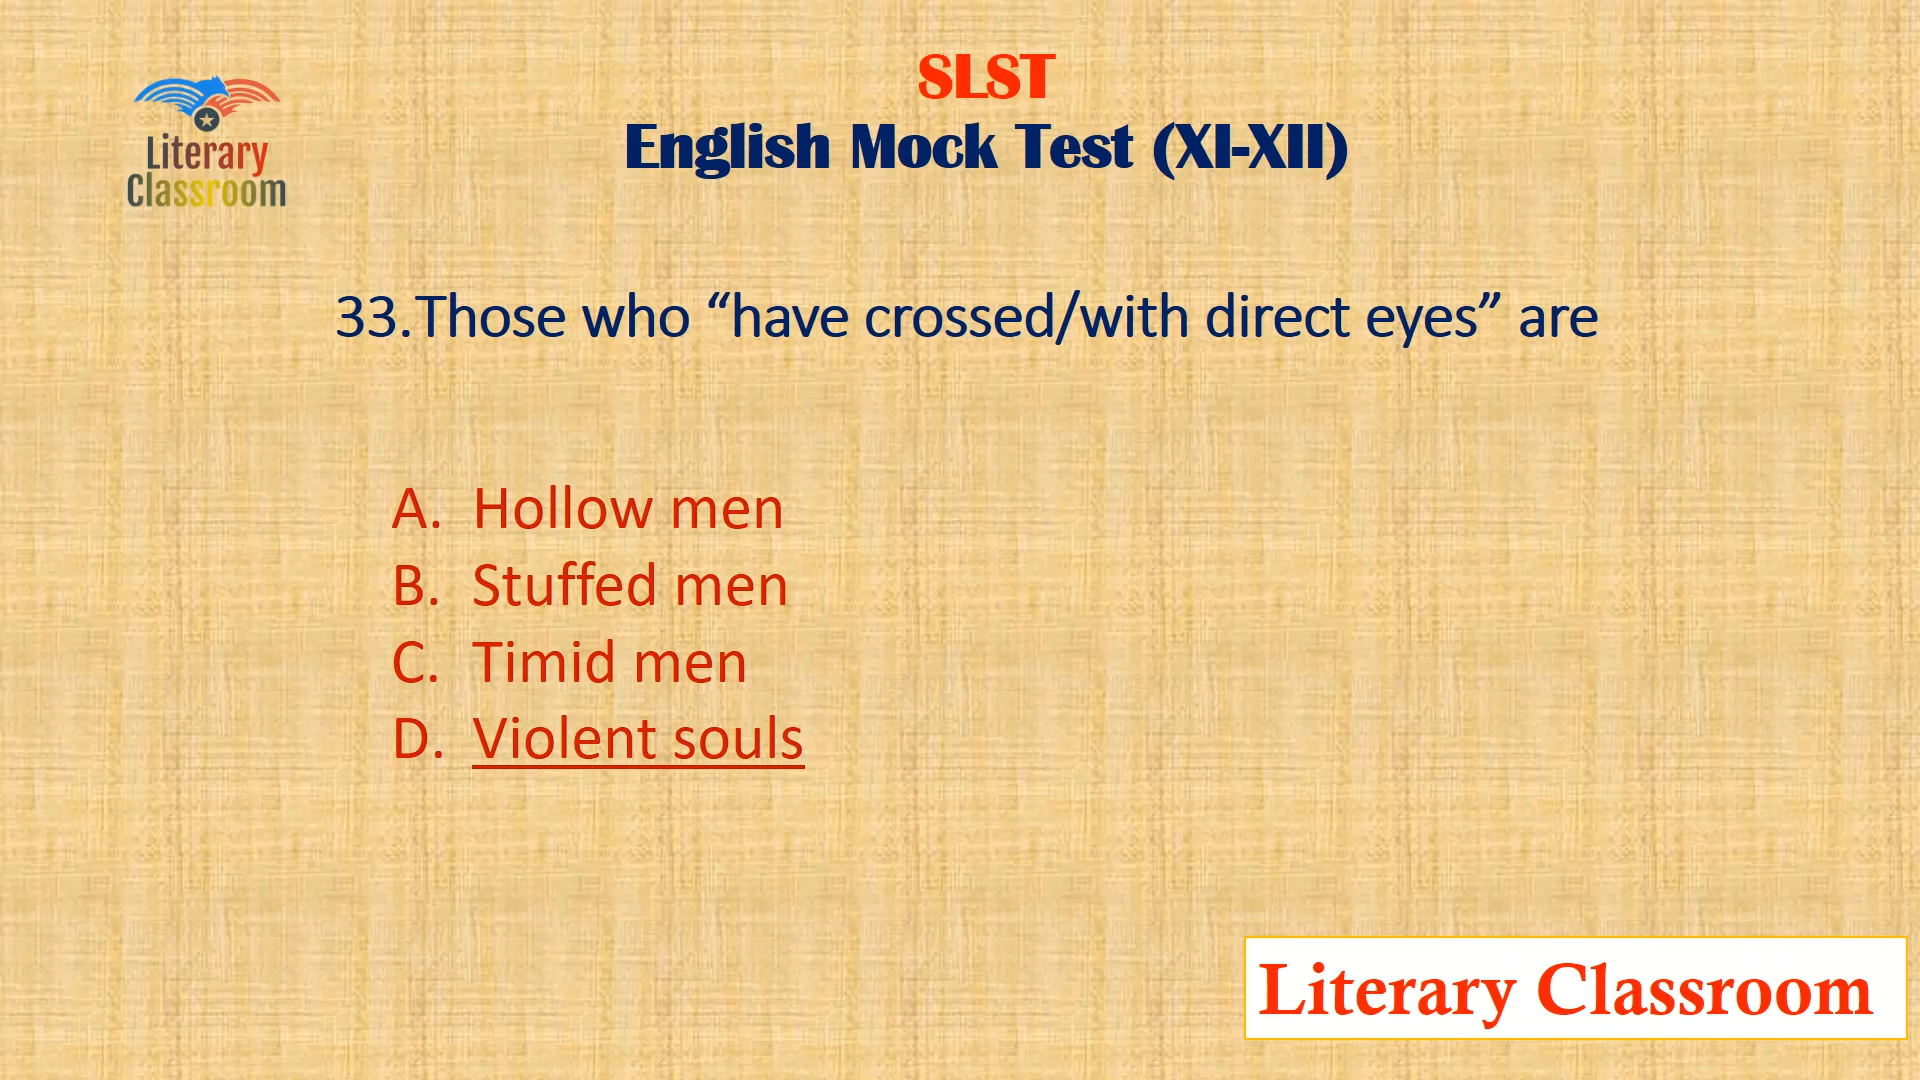 SLST
English Mock Test (XI-XII)
Literary
Classroom
33.Those who “have crossed/with direct eyes” are
A. Hollow men
B. Stuffed men
C. Timid men
D. Violent souls
Literary Classroom